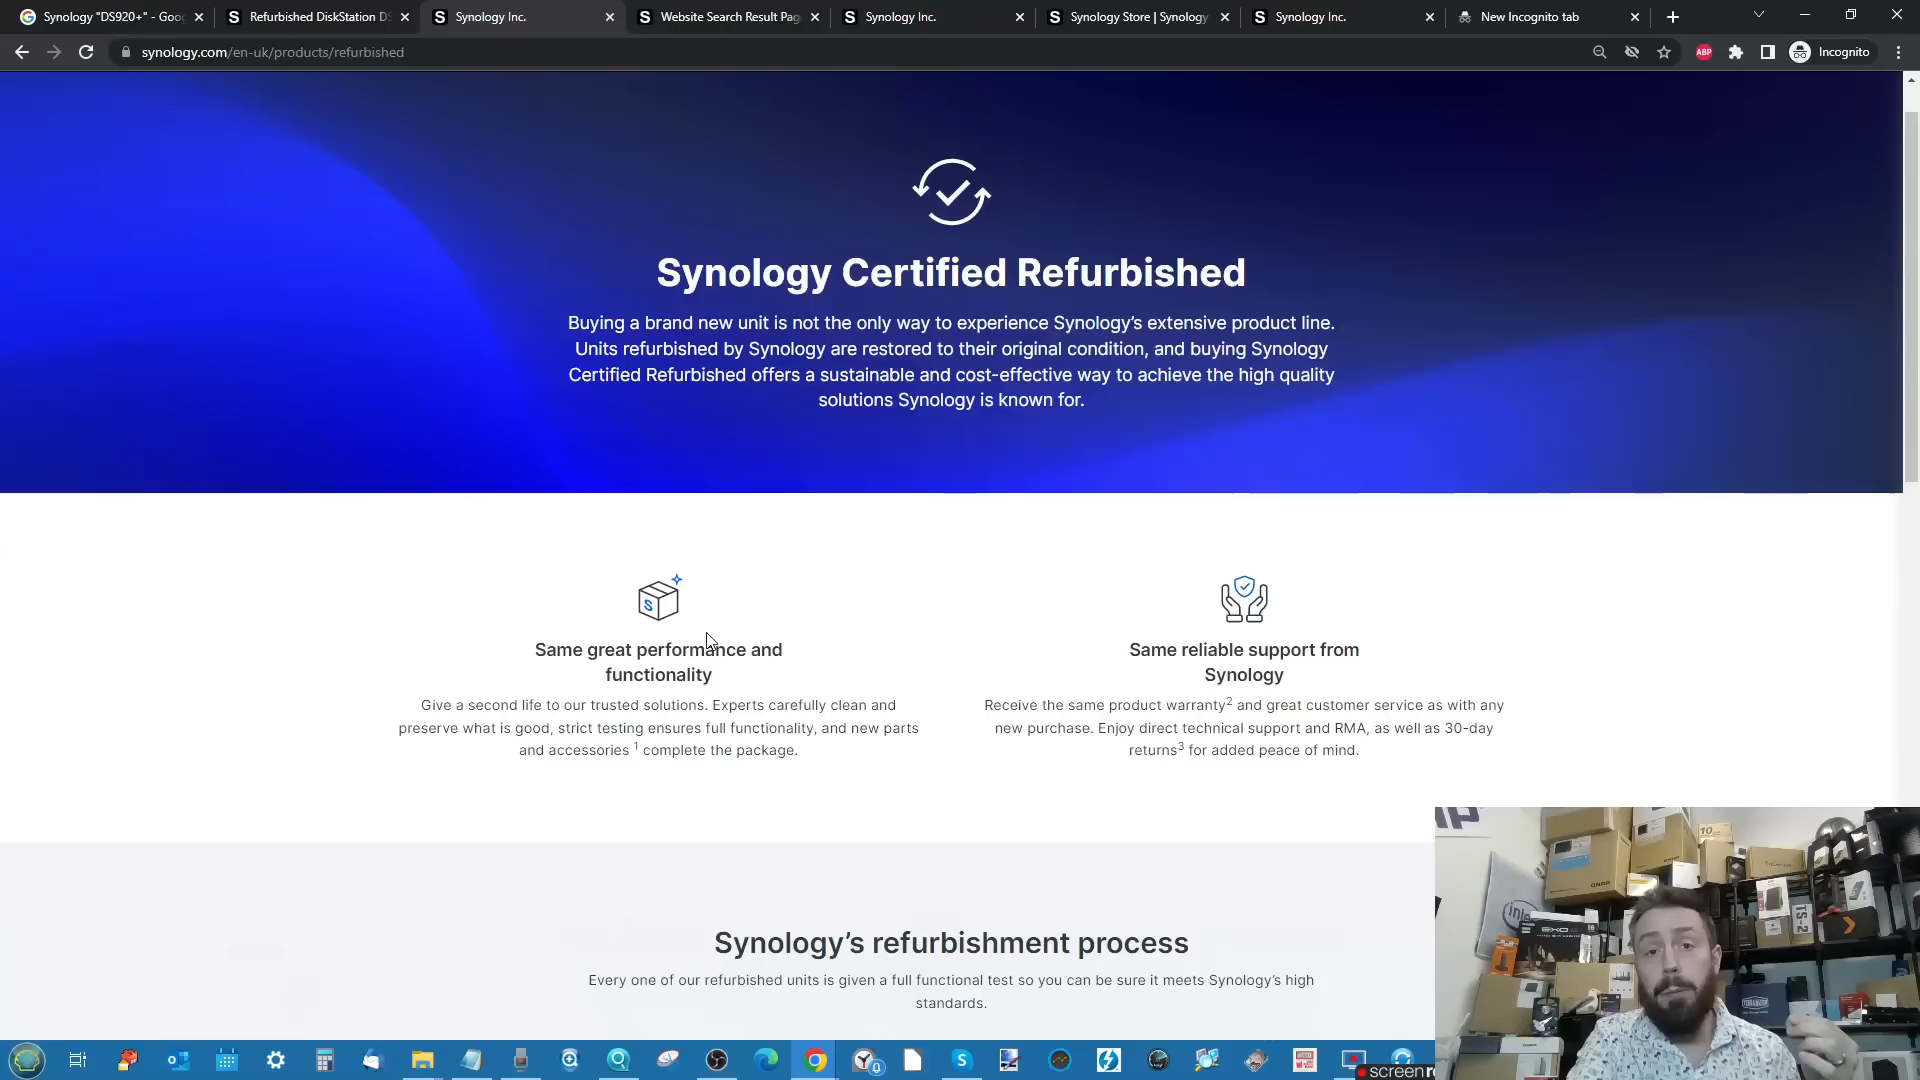 Synology "DS920+" - Goo
Refurbished DiskStation DS
Synology Inc.
Website Search Result Pag
Synology Inc.
Synology Store | Synology
Synology Inc.
New Incognito tab
synology.com/en-uk/products/refurbished
ABP
Incognito
Synology Certified Refurbished
Buying a brand new unit is not the only way to experience Synology’s extensive product line.
Units refurbished by Synology are restored to their original condition, and buying Synology
Certified Refurbished offers a sustainable and cost-effective way to achieve the high quality
solutions Synology is known for.
Same great performance and
functionality
Give a second life to our trusted solutions. Experts carefully clean and
preserve what is good, strict testing ensures full functionality, and new parts
and accessories 1 complete the package.
Same reliable support from
Synology
Receive the same product warranty2 and great customer service as with any
new purchase. Enjoy direct technical support and RMA, as well as 30-day
returns3 for added peace of mind.
Synology’s refurbishment process
Every one of our refurbished units is given a full functional test so you can be sure it meets Synology’s high
standards.
10
QNAP
intel
EXO
TS-2
screenre